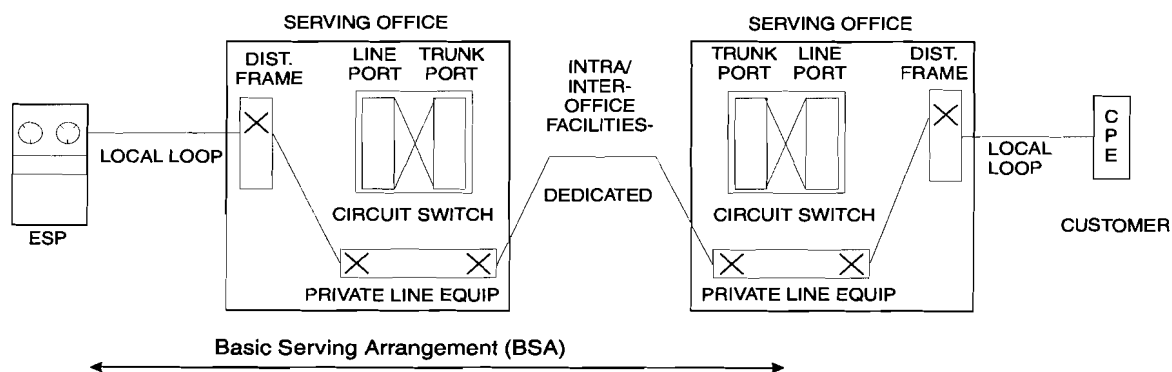 SERVING OFFICE
SERVING OFFICE
DIST.
FRAME
LINE
PORT
TRUNK
PORT
INTRA/
INTER-
OFFICE
FACILITIES-
TRUNK
PORT
LINE
PORT
DIST.
FRAME
LOCAL LOOP
DEDICATED
LOCAL
LOOP
CPE
ESP
CIRCUIT SWITCH
CIRCUIT SWITCH
CUSTOMER
PRIVATE LINE EQUIP
PRIVATE LINE EQUIP
Basic Serving Arrangement (BSA)